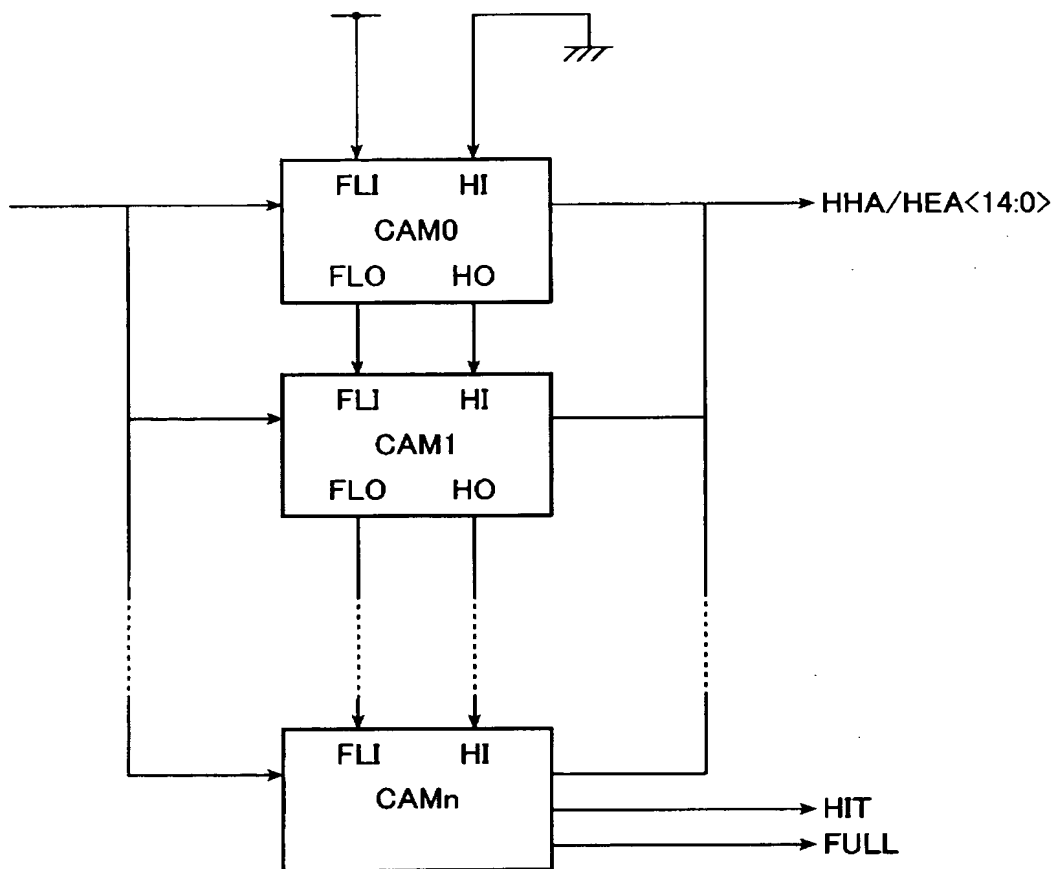 FLI HI
CAM0
FLO HO
HHA/HEA<14:0>
FLI HI
CAM1
FLO HO
FLI HI
CAMn
HIT
FULL